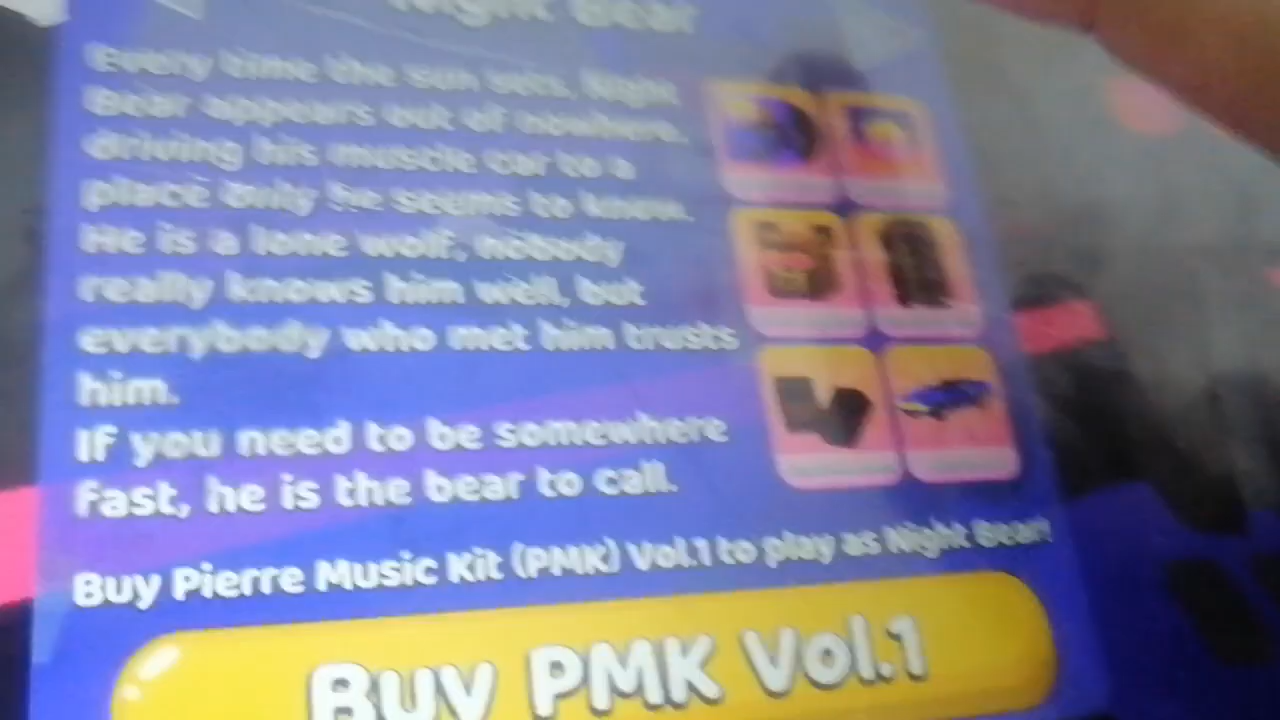 Night Bear
Every time the sun sets, Night
Bear appears out of nowhere,
driving his muscle car to a
place only he seems to know.
He is a lone wolf, nobody
really knows him well, but
everybody who met him trusts
him.
If you need to be somewhere
fast, he is the bear to call.
Buy Pierre Music Kit (PMK) Vol.1 to play as Night Bear!
Buy PMK Vol.1